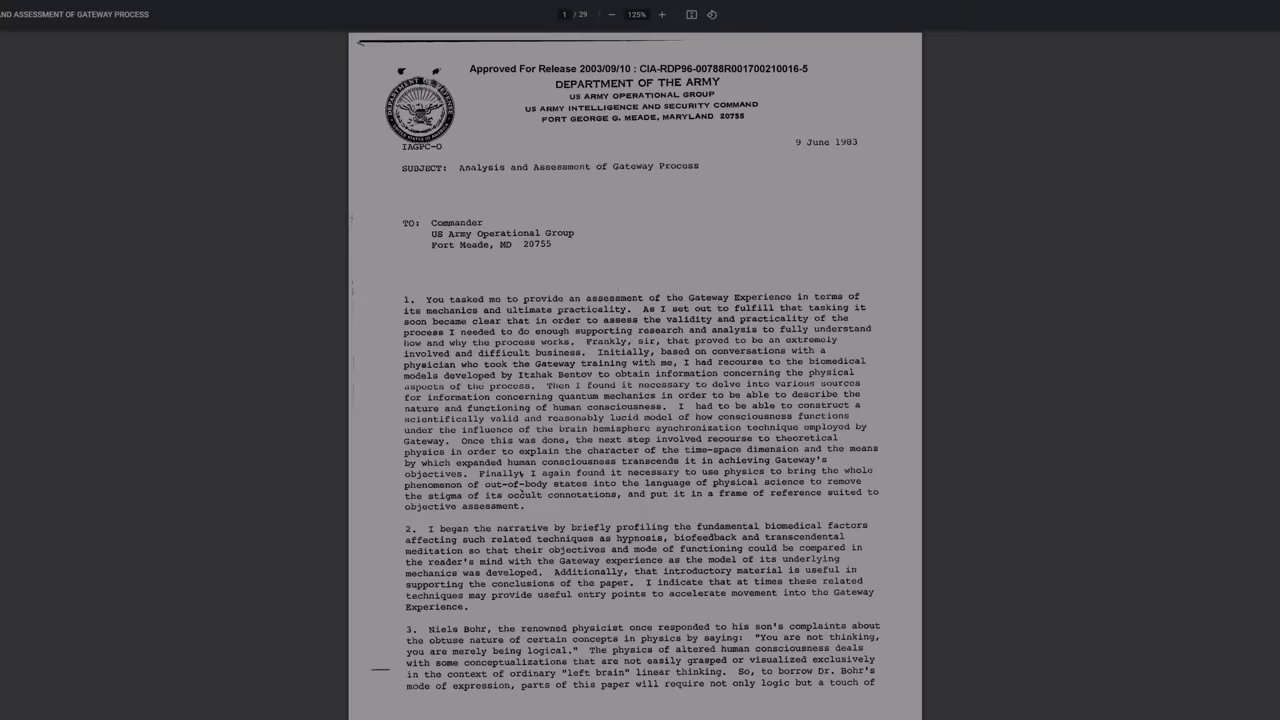 AND ASSESSMENT OF GATEWAY PROCESS
1 / 29
125%
Approved For Release 2003/09/10 : CIA-RDP96-00788R001700210016-5
DEPARTMENT OF THE ARMY
US ARMY OPERATIONAL GROUP
US ARMY INTELLIGENCE AND SECURITY COMMAND
FORT GEORGE G. MEADE, MARYLAND 20755
IAGPC-O
9 June 1983
SUBJECT: Analysis and Assessment of Gateway Process
TO: Commander
US Army Operational Group
Fort Meade, MD 20755
1. You tasked me to provide an assessment of the Gateway Experience in terms of
its mechanics and ultimate practicality. As I set out to fulfill that tasking it
soon became clear that in order to assess the validity and practicality of the
process I needed to do enough supporting research and analysis to fully understand
how and why the process works. Frankly, sir, that proved to be an extremely
involved and difficult business. Initially, based on conversations with a
physician who took the Gateway training with me, I had recourse to the biomedical
models developed by Itzhak Bentov to obtain information concerning the physical
aspects of the process. Then I found it necessary to delve into various sources
for information concerning quantum mechanics in order to be able to describe the
nature and functioning of human consciousness. I had to be able to construct a
scientifically valid and reasonably lucid model of how consciousness functions
under the influence of the brain hemisphere synchronization technique employed by
Gateway. Once this was done, the next step involved recourse to theoretical
physics in order to explain the character of the time-space dimension and the means
by which expanded human consciousness transcends it in achieving Gateway's
objectives. Finally, I again found it necessary to use physics to bring the whole
phenomenon of out-of-body states into the language of physical science to remove
the stigma of its occult connotations, and put it in a frame of reference suited to
objective assessment.
2. I began the narrative by briefly profiling the fundamental biomedical factors
affecting such related techniques as hypnosis, biofeedback and transcendental
meditation so that their objectives and mode of functioning could be compared in
the reader's mind with the Gateway experience as the model of its underlying
mechanics was developed. Additionally, that introductory material is useful in
supporting the conclusions of the paper. I indicate that at times these related
techniques may provide useful entry points to accelerate movement into the Gateway
Experience.
3. Niels Bohr, the renowned physicist once responded to his son's complaints about
the obtuse nature of certain concepts in physics by saying: "You are not thinking,
you are merely being logical." The physics of altered human consciousness deals
with some conceptualizations that are not easily grasped or visualized exclusively
in the context of ordinary "left brain" linear thinking. So, to borrow Dr. Bohr's
mode of expression, parts of this paper will require not only logic but a touch of